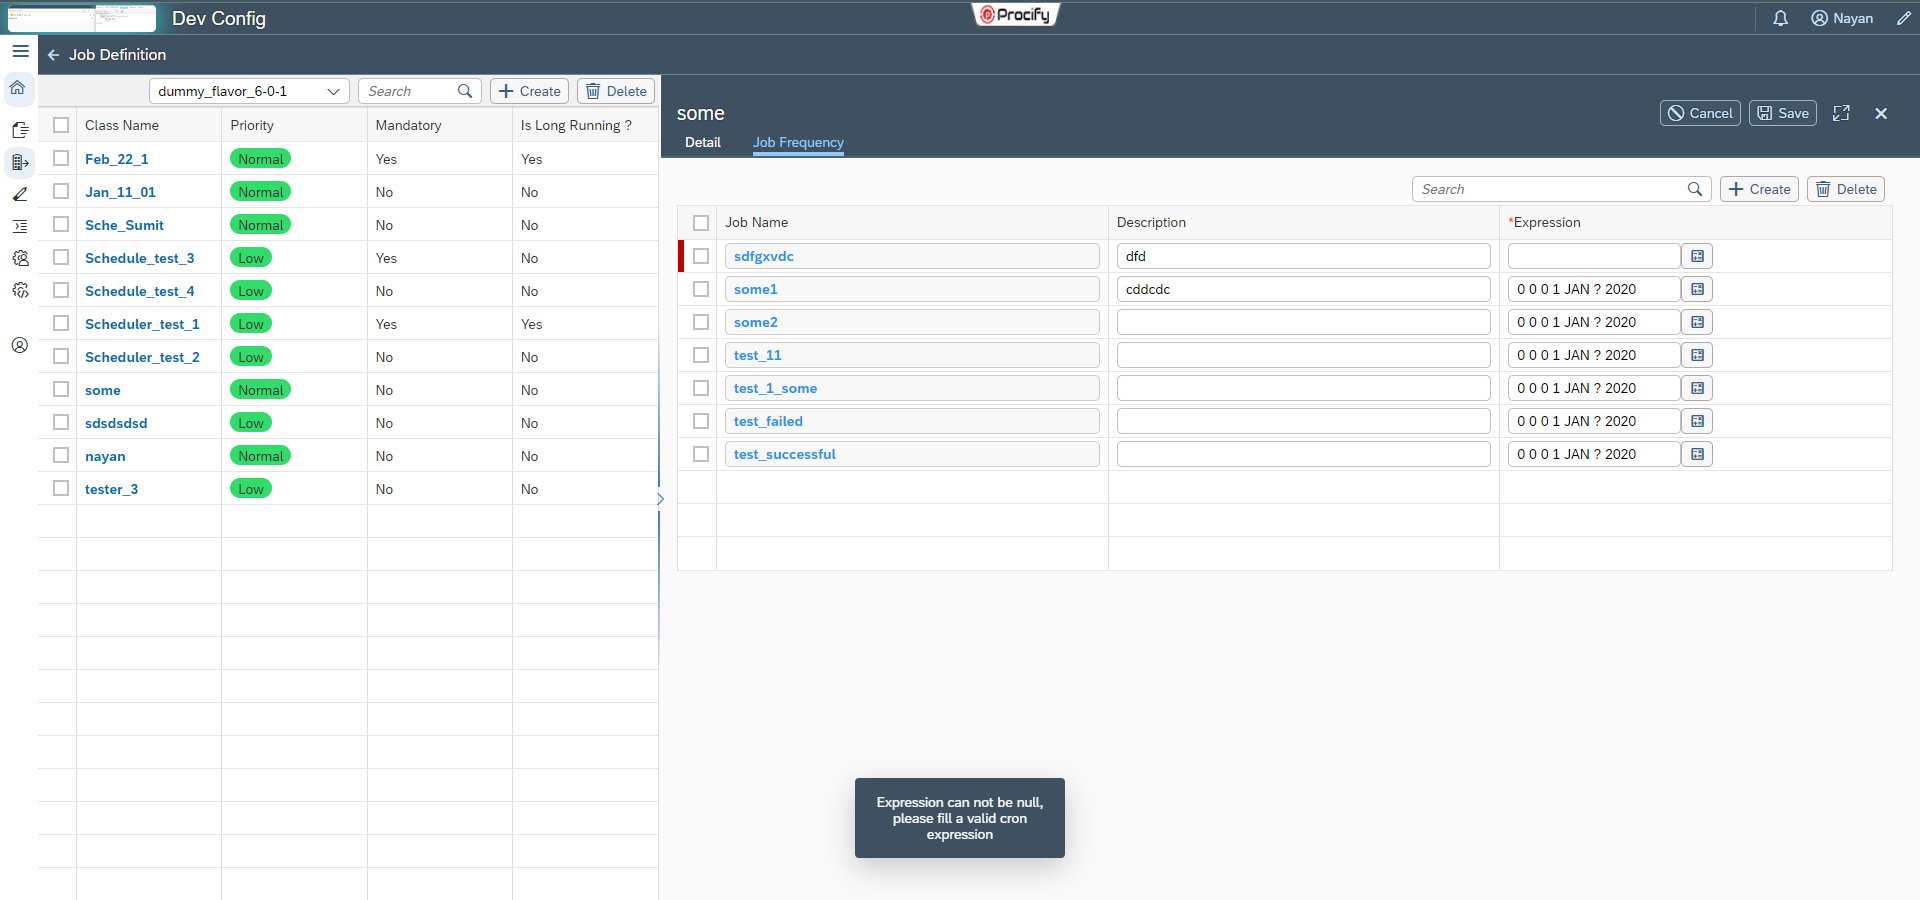 Dev Config
Procify
Nayan
Job Definition
dummy_flavor_6-0-1
Search
Create
Delete
Class Name Priority Mandatory Is Long Running ?
Feb_22_1 Normal Yes Yes
Jan_11_01 Normal No No
Sche_Sumit Normal No No
Schedule_test_3 Low Yes No
Schedule_test_4 Low No No
Scheduler_test_1 Low Yes Yes
Scheduler_test_2 Low No No
some Normal No No
sdsdsdsd Low No No
nayan Normal No No
tester_3 Low No No
some
Cancel
Save
Detail
Job Frequency
Search
Create
Delete
Job Name Description *Expression
sdfgxvdc dfd
some1 cddcdc 0 0 0 1 JAN ? 2020
some2 0 0 0 1 JAN ? 2020
test_11 0 0 0 1 JAN ? 2020
test_1_some 0 0 0 1 JAN ? 2020
test_failed 0 0 0 1 JAN ? 2020
test_successful 0 0 0 1 JAN ? 2020
Expression can not be null,
please fill a valid cron
expression